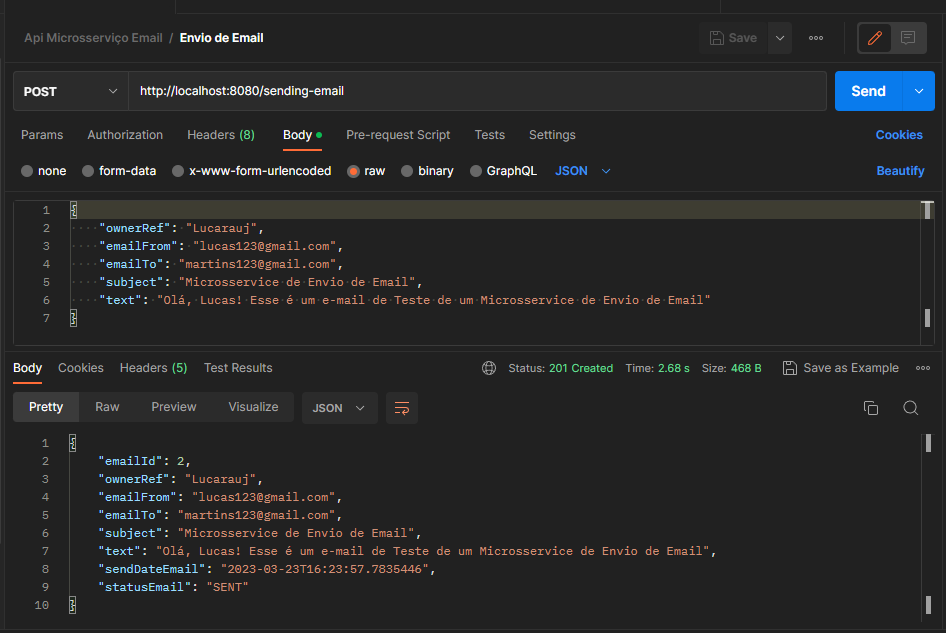 Api Microsserviço Email / Envio de Email Save
POST http://localhost:8080/sending-email Send
Params Authorization Headers (8) Body Pre-request Script Tests Settings Cookies
none form-data x-www-form-urlencoded raw binary GraphQL JSON Beautify
1 {
2 "ownerRef": "Lucarauj",
3 "emailFrom": "lucas123@gmail.com",
4 "emailTo": "martins123@gmail.com",
5 "subject": "Microsservice de Envio de Email",
6 "text": "Olá, Lucas! Esse é um e-mail de Teste de um Microsservice de Envio de Email"
7 }
Body Cookies Headers (5) Test Results Status: 201 Created Time: 2.68 s Size: 468 B Save as Example
Pretty Raw Preview Visualize JSON
1 {
2 "emailId": 2,
3 "ownerRef": "Lucarauj",
4 "emailFrom": "lucas123@gmail.com",
5 "emailTo": "martins123@gmail.com",
6 "subject": "Microsservice de Envio de Email",
7 "text": "Olá, Lucas! Esse é um e-mail de Teste de um Microsservice de Envio de Email",
8 "sendDateEmail": "2023-03-23T16:23:57.7835446",
9 "statusEmail": "SENT"
10 }